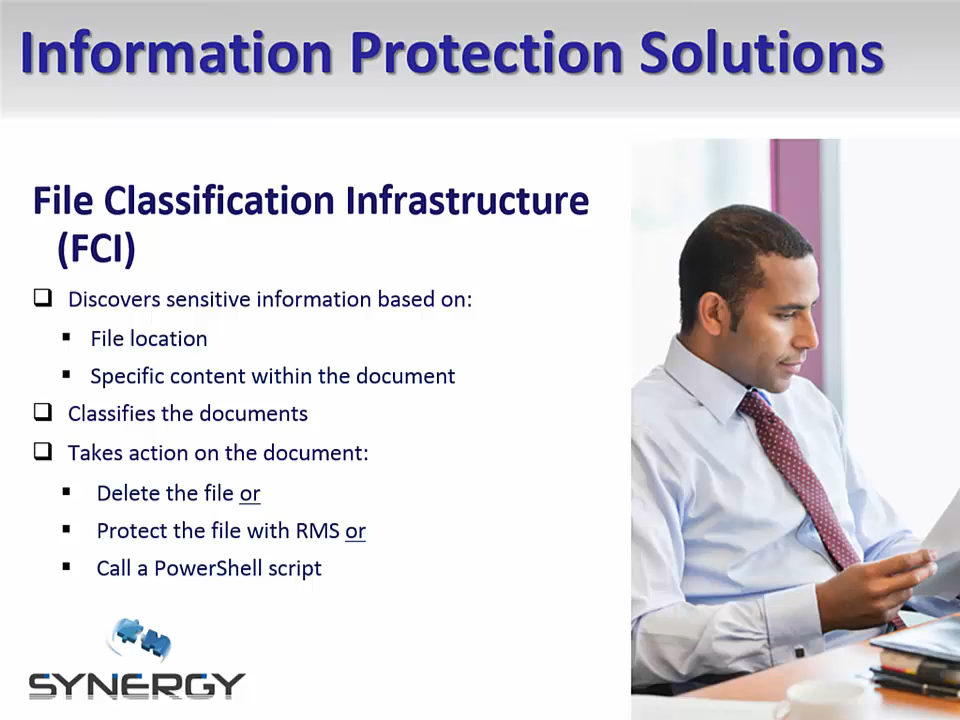 Information Protection Solutions
File Classification Infrastructure
(FCI)
Discovers sensitive information based on:
File location
Specific content within the document
Classifies the documents
Takes action on the document:
Delete the file or
Protect the file with RMS or
Call a PowerShell script
SYNERGY